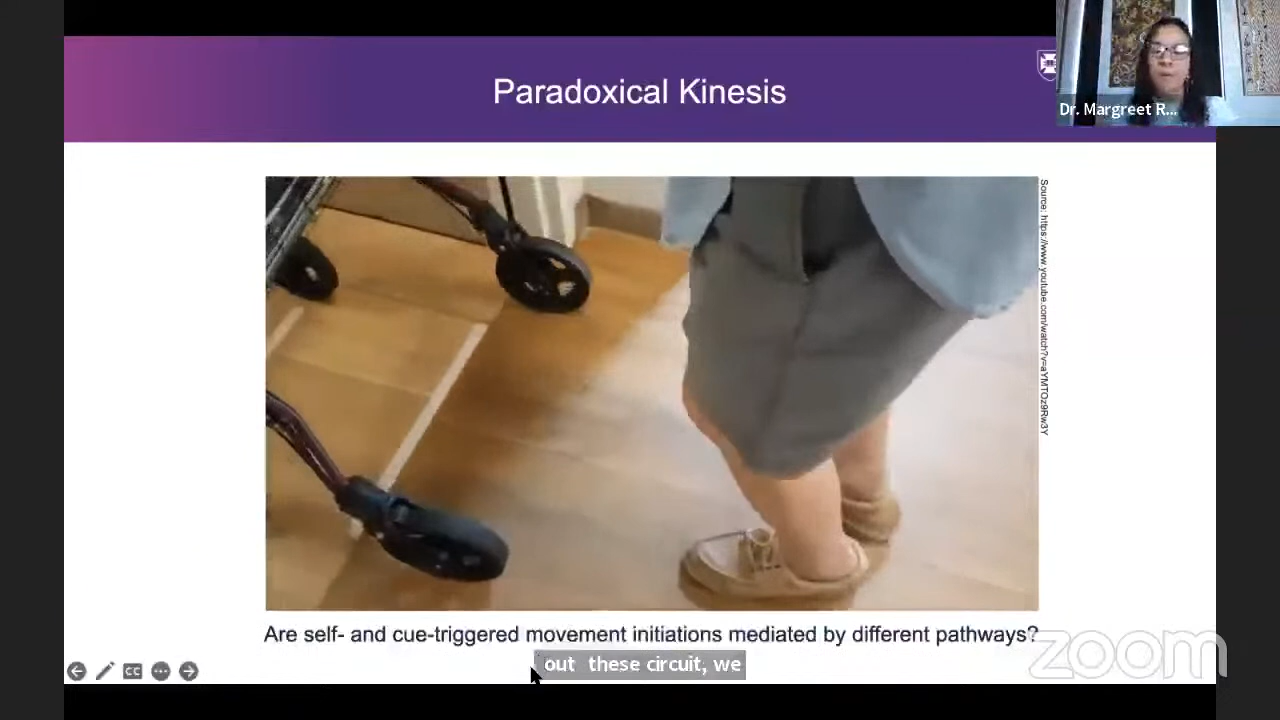 Paradoxical Kinesis
Dr. Margreet R...
Source: https://www.youtube.com/watch?v=aYMTOz9Rw3Y
Are self- and cue-triggered movement initiations mediated by different pathways?
out these circuit, we
CC
zoom